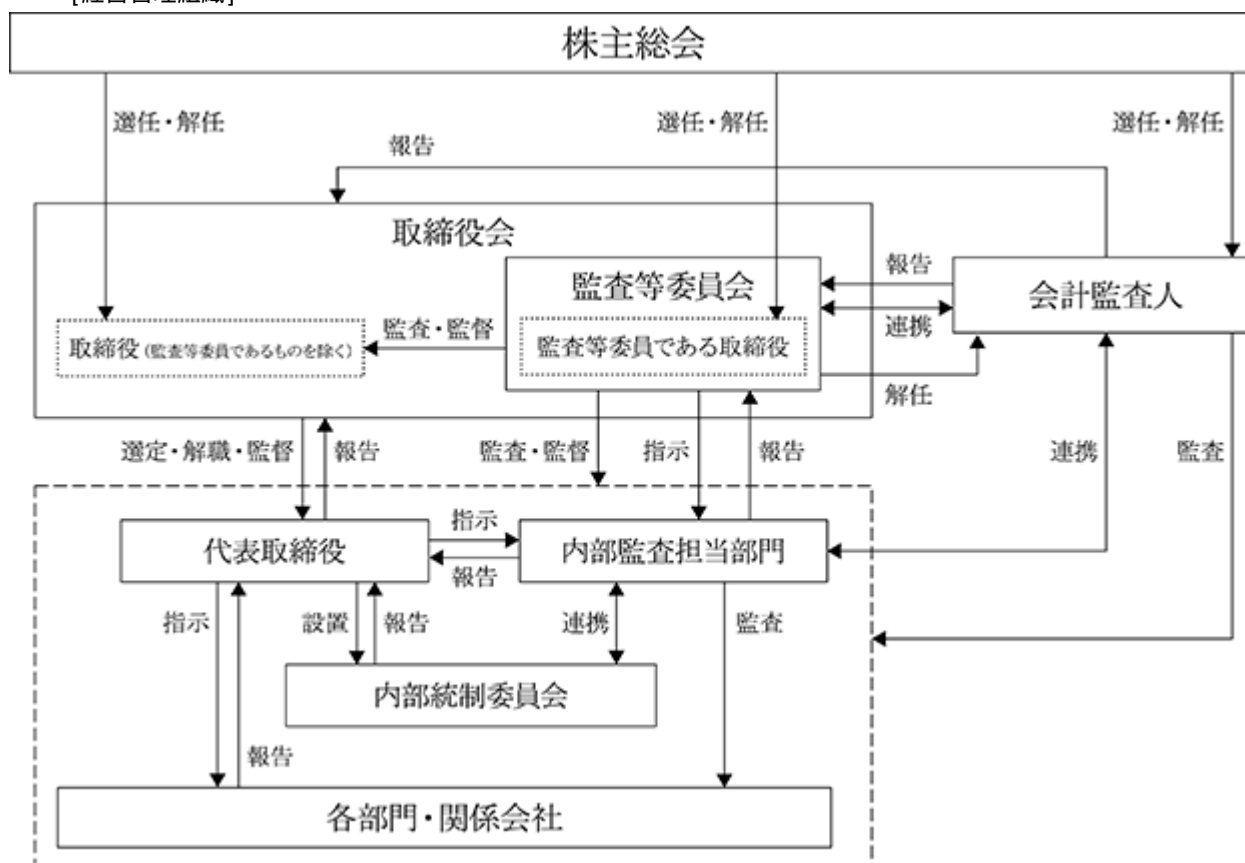 [経営管理組織]
株主総会
選任・解任
選任・解任
選任・解任
報告
取締役会
監査等委員会
報告
会計監査人
連携
監査・監督
取締役(監査等委員であるものを除く)
監査等委員である取締役
解任
選定・解職・監督
報告
監査・監督
指示
報告
連携
監査
指示
代表取締役
内部監査担当部門
報告
指示
設置
報告
連携
監査
内部統制委員会
報告
各部門・関係会社